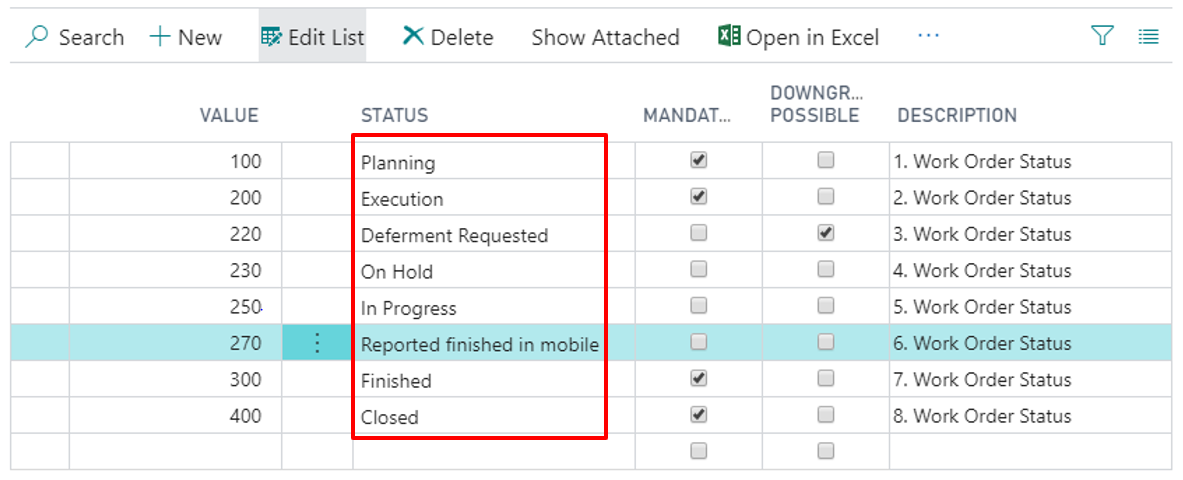 Search New Edit List Delete Show Attached Open in Excel ...
DOWNGR...
VALUE STATUS MANDAT... POSSIBLE DESCRIPTION
100 Planning 1. Work Order Status
200 Execution 2. Work Order Status
220 Deferment Requested 3. Work Order Status
230 On Hold 4. Work Order Status
250 In Progress 5. Work Order Status
270 Reported finished in mobile 6. Work Order Status
300 Finished 7. Work Order Status
400 Closed 8. Work Order Status